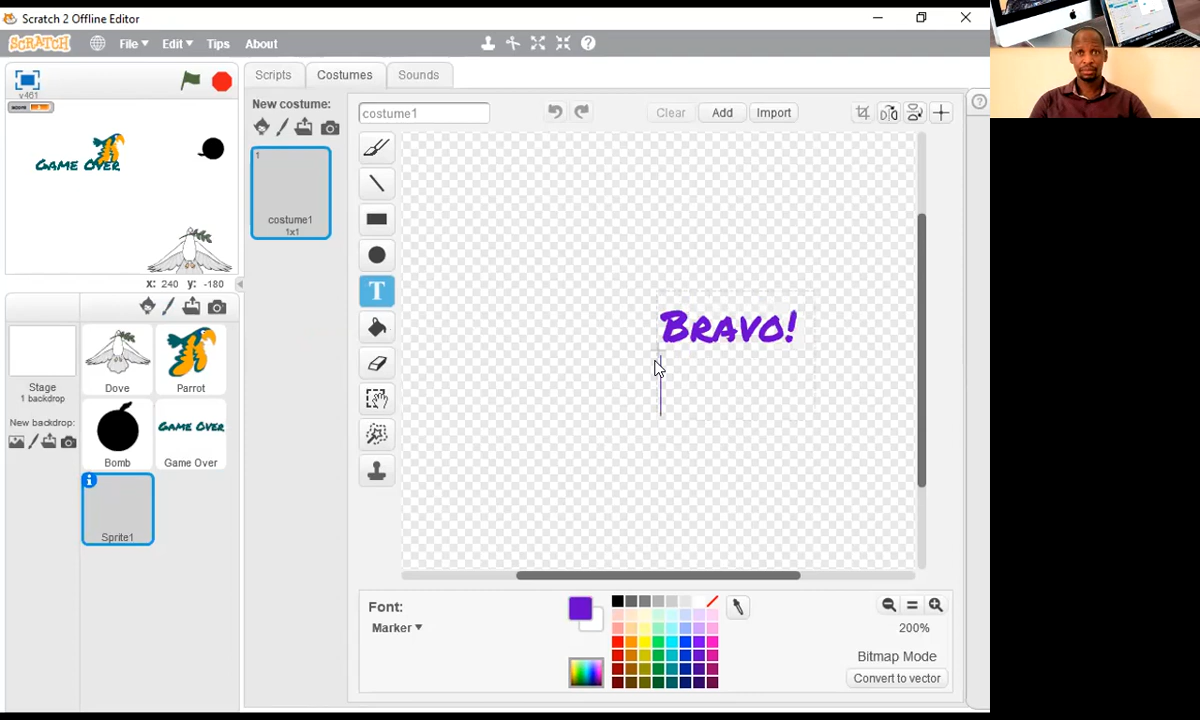 Scratch 2 Offline Editor
SCRATCH File Edit Tips About
v461
GAME OVER
x: 240 y: -180
Scripts Costumes Sounds
New costume:
1
costume1
1x1
costume1
Clear Add Import
T
BRAVO!
Stage
1 backdrop
New backdrop:
Dove
Parrot
Bomb
GAME OVER
Game Over
Sprite1
Font:
Marker
200%
Bitmap Mode
Convert to vector